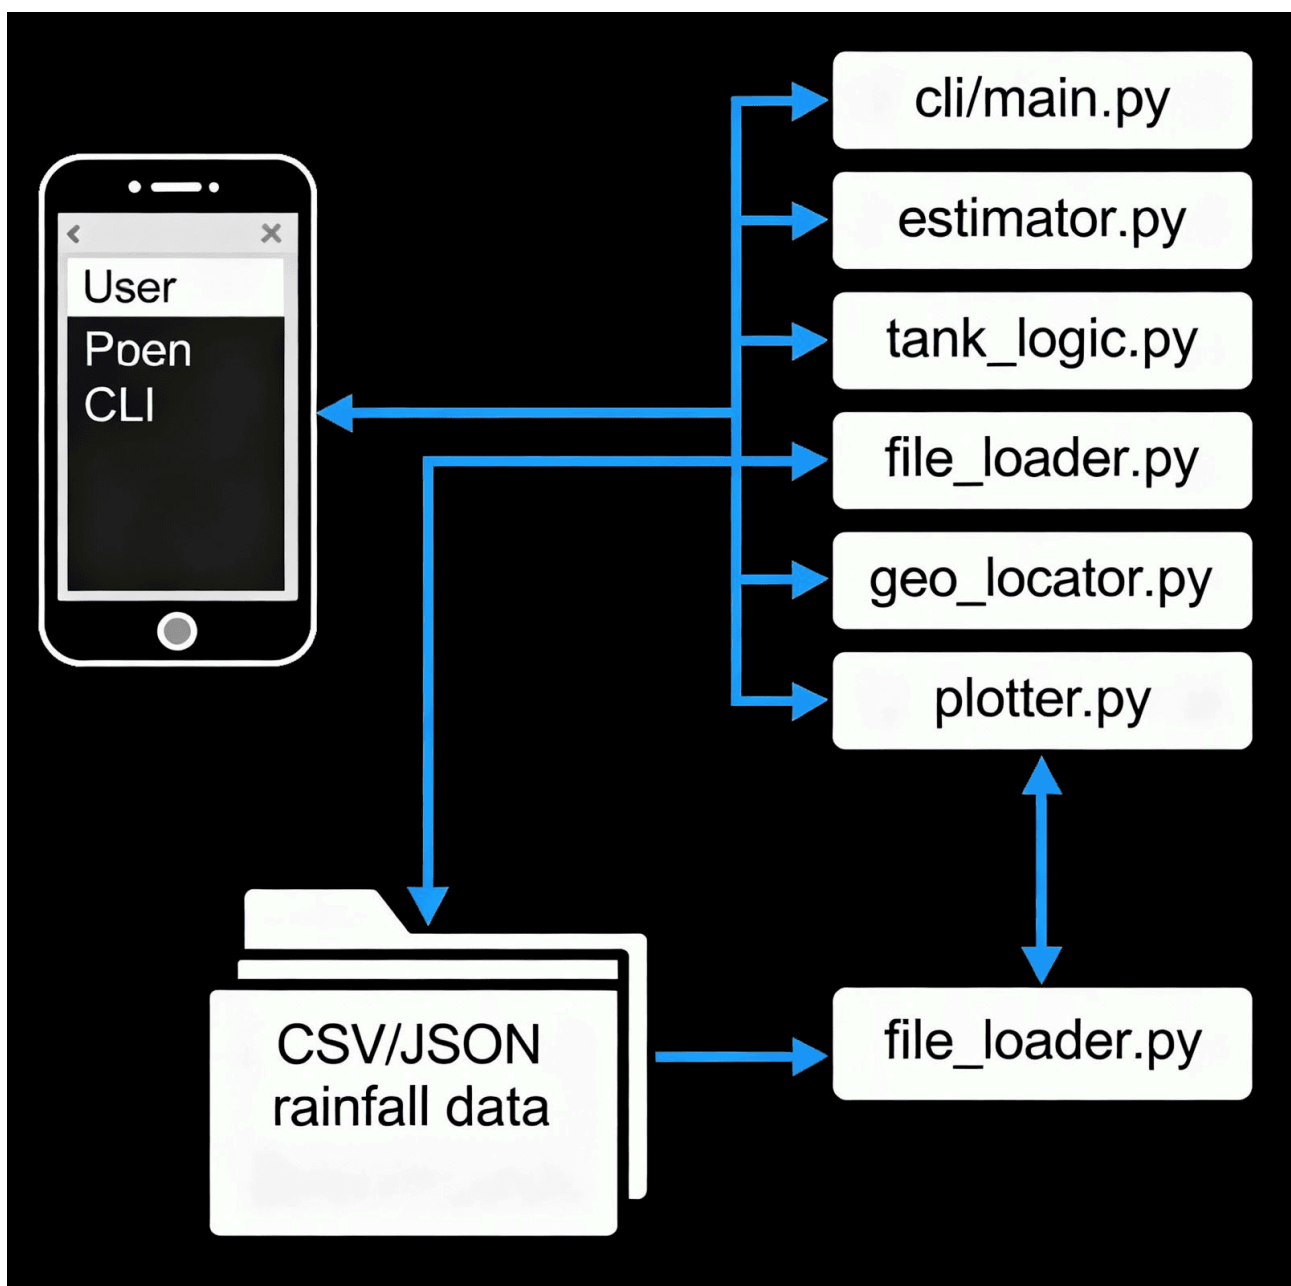 User
Ppen
CLI
cli/main.py
estimator.py
tank_logic.py
file_loader.py
geo_locator.py
plotter.py
CSV/JSON
rainfall data
file_loader.py